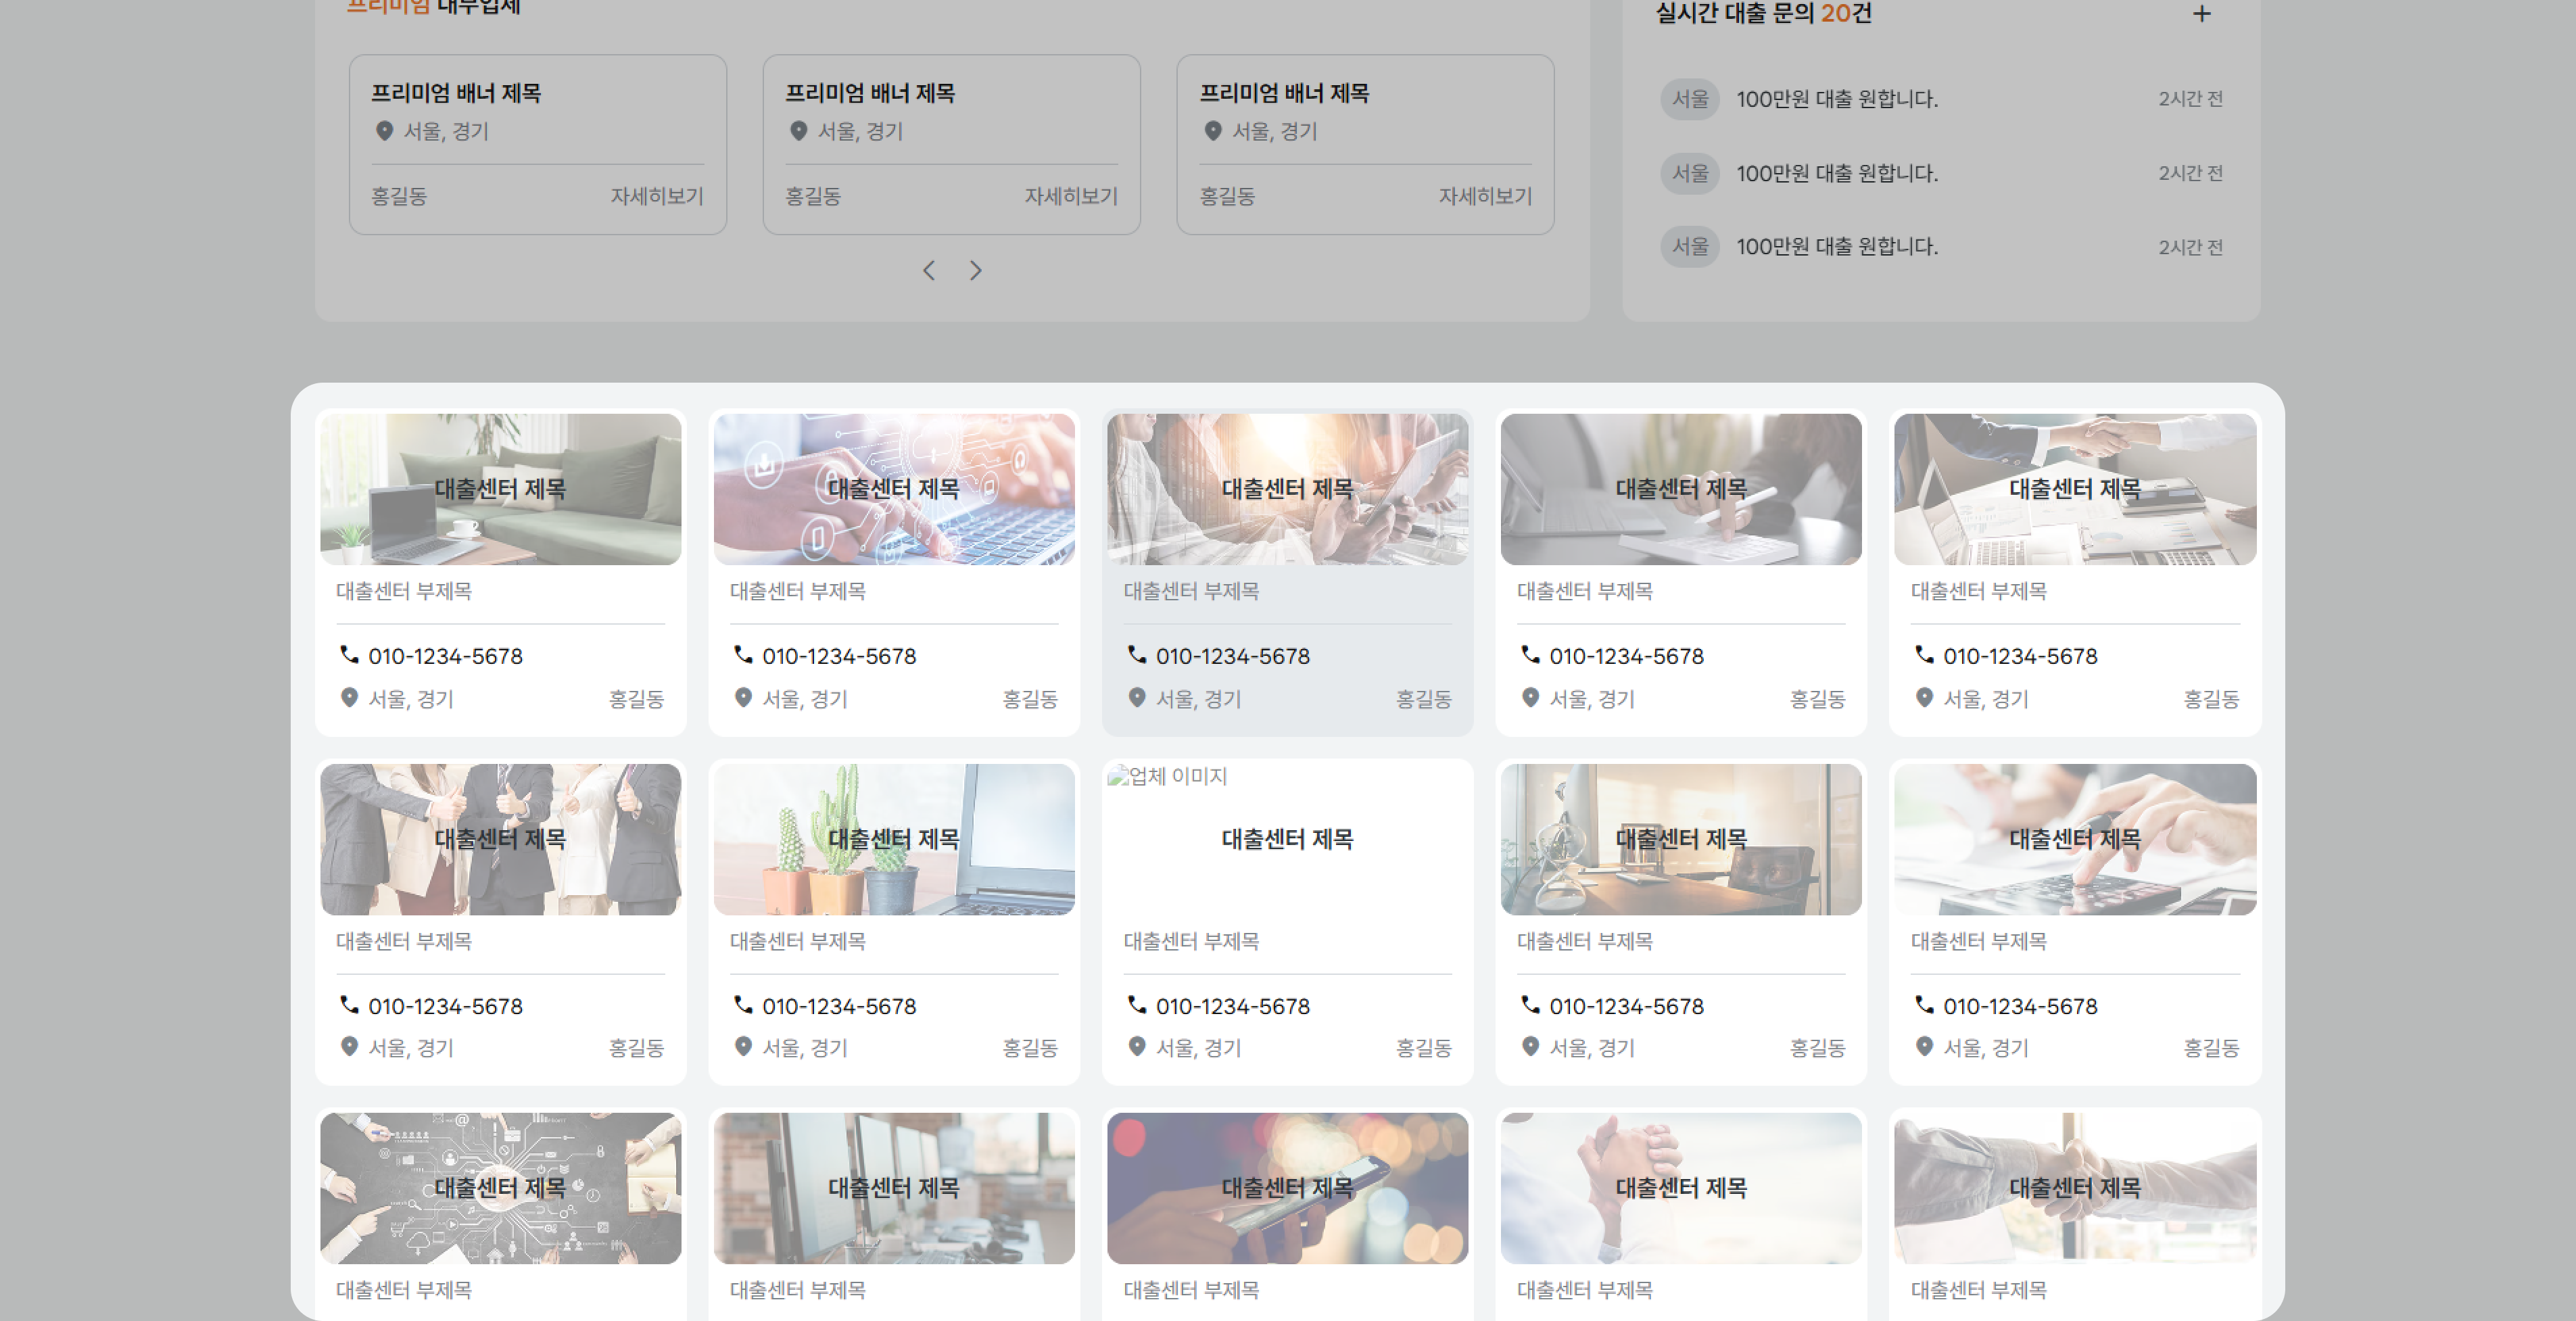 프리미엄 대부업체
실시간 대출 문의 20건
프리미엄 배너 제목
서울, 경기
홍길동 자세히보기
프리미엄 배너 제목
서울, 경기
홍길동 자세히보기
프리미엄 배너 제목
서울, 경기
홍길동 자세히보기
서울 100만원 대출 원합니다. 2시간 전
서울 100만원 대출 원합니다. 2시간 전
서울 100만원 대출 원합니다. 2시간 전
대출센터 제목
대출센터 부제목
010-1234-5678
서울, 경기 홍길동
대출센터 제목
대출센터 부제목
010-1234-5678
서울, 경기 홍길동
대출센터 제목
대출센터 부제목
010-1234-5678
서울, 경기 홍길동
대출센터 제목
대출센터 부제목
010-1234-5678
서울, 경기 홍길동
대출센터 제목
대출센터 부제목
010-1234-5678
서울, 경기 홍길동
대출센터 제목
대출센터 부제목
010-1234-5678
서울, 경기 홍길동
대출센터 제목
대출센터 부제목
010-1234-5678
서울, 경기 홍길동
업체 이미지
대출센터 제목
대출센터 부제목
010-1234-5678
서울, 경기 홍길동
대출센터 제목
대출센터 부제목
010-1234-5678
서울, 경기 홍길동
대출센터 제목
대출센터 부제목
010-1234-5678
서울, 경기 홍길동
대출센터 제목
대출센터 부제목
대출센터 제목
대출센터 부제목
대출센터 제목
대출센터 부제목
대출센터 제목
대출센터 부제목
대출센터 제목
대출센터 부제목